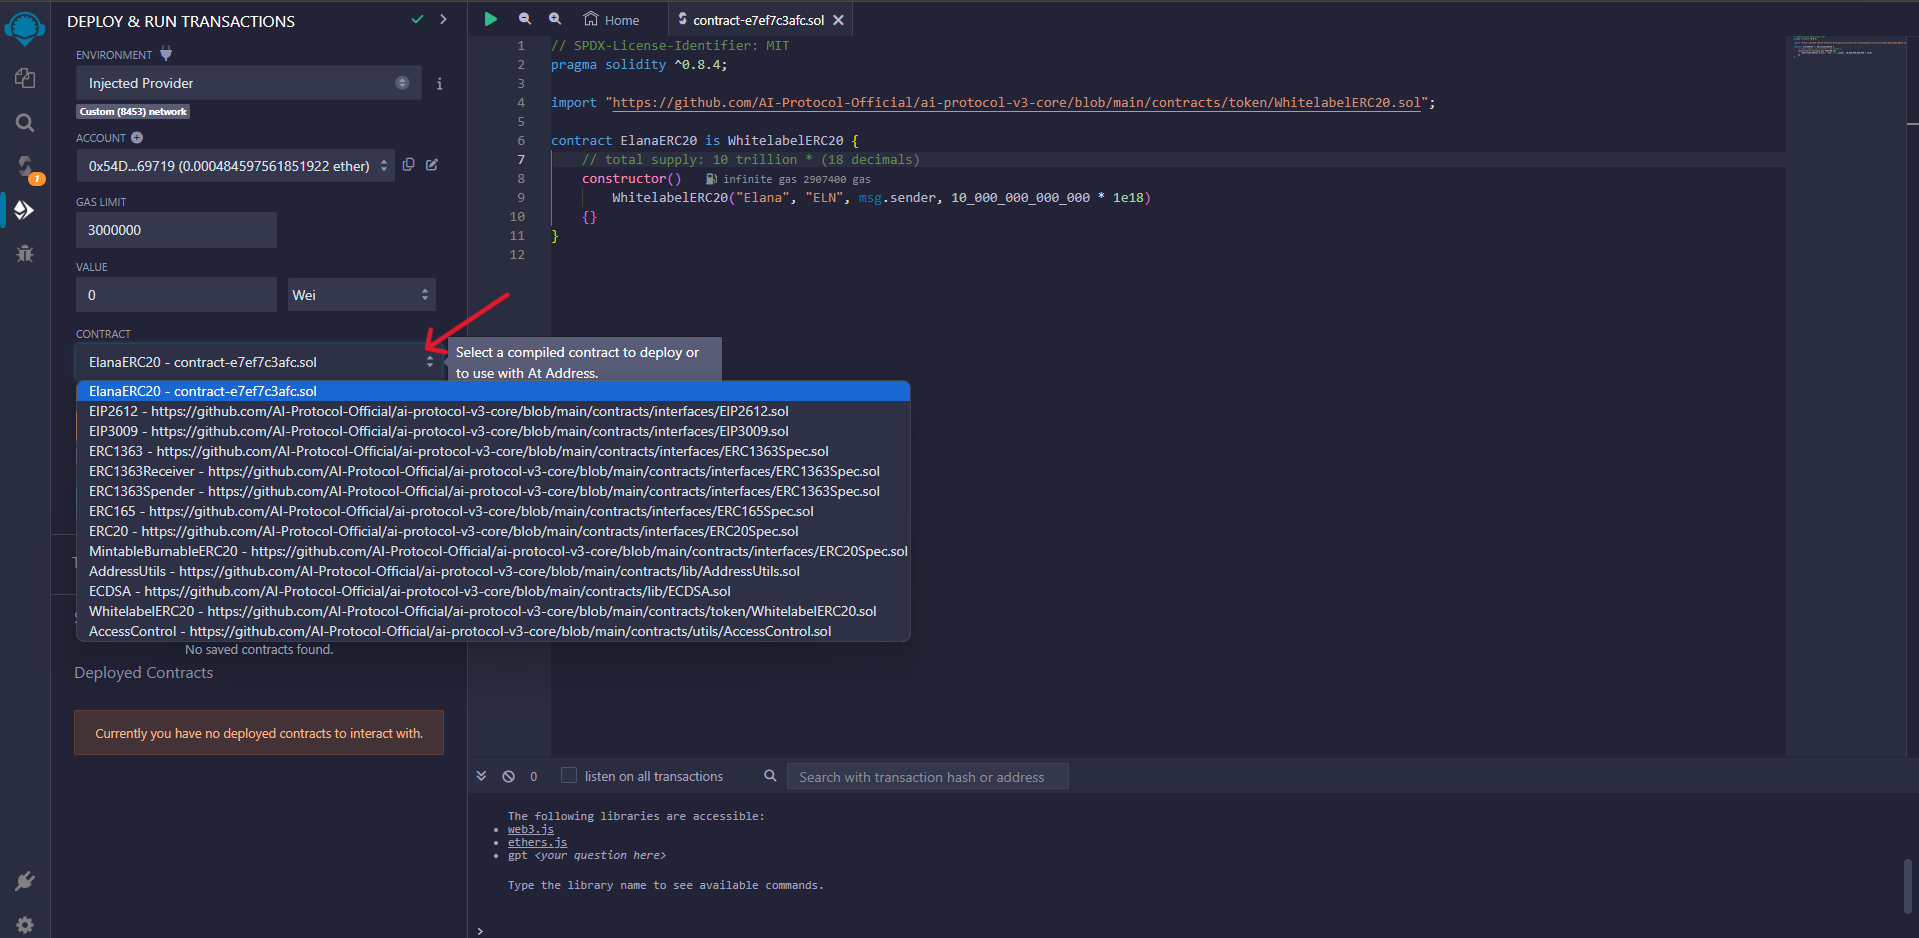 DEPLOY & RUN TRANSACTIONS
ENVIRONMENT
Injected Provider
Custom (8453) network
ACCOUNT
0x54D...69719 (0.000484597561851922 ether)
GAS LIMIT
3000000
VALUE
0
Wei
CONTRACT
ElanaERC20 - contract-e7ef7c3afc.sol
Select a compiled contract to deploy or
to use with At Address.
ElanaERC20 - contract-e7ef7c3afc.sol
EIP2612 - https://github.com/AI-Protocol-Official/ai-protocol-v3-core/blob/main/contracts/interfaces/EIP2612.sol
EIP3009 - https://github.com/AI-Protocol-Official/ai-protocol-v3-core/blob/main/contracts/interfaces/EIP3009.sol
ERC1363 - https://github.com/AI-Protocol-Official/ai-protocol-v3-core/blob/main/contracts/interfaces/ERC1363Spec.sol
ERC1363Receiver - https://github.com/AI-Protocol-Official/ai-protocol-v3-core/blob/main/contracts/interfaces/ERC1363Spec.sol
ERC1363Spender - https://github.com/AI-Protocol-Official/ai-protocol-v3-core/blob/main/contracts/interfaces/ERC1363Spec.sol
ERC165 - https://github.com/AI-Protocol-Official/ai-protocol-v3-core/blob/main/contracts/interfaces/ERC165Spec.sol
ERC20 - https://github.com/AI-Protocol-Official/ai-protocol-v3-core/blob/main/contracts/interfaces/ERC20Spec.sol
MintableBurnableERC20 - https://github.com/AI-Protocol-Official/ai-protocol-v3-core/blob/main/contracts/interfaces/ERC20Spec.sol
AddressUtils - https://github.com/AI-Protocol-Official/ai-protocol-v3-core/blob/main/contracts/lib/AddressUtils.sol
ECDSA - https://github.com/AI-Protocol-Official/ai-protocol-v3-core/blob/main/contracts/lib/ECDSA.sol
WhitelabelERC20 - https://github.com/AI-Protocol-Official/ai-protocol-v3-core/blob/main/contracts/token/WhitelabelERC20.sol
AccessControl - https://github.com/AI-Protocol-Official/ai-protocol-v3-core/blob/main/contracts/utils/AccessControl.sol
No saved contracts found.
Deployed Contracts
Currently you have no deployed contracts to interact with.
1
Home
contract-e7ef7c3afc.sol
1 // SPDX-License-Identifier: MIT
2 pragma solidity ^0.8.4;
3
4 import "https://github.com/AI-Protocol-Official/ai-protocol-v3-core/blob/main/contracts/token/WhitelabelERC20.sol";
5
6 contract ElanaERC20 is WhitelabelERC20 {
7 // total supply: 10 trillion * (18 decimals)
8 constructor() infinite gas 2907400 gas
9 WhitelabelERC20("Elana", "ELN", msg.sender, 10_000_000_000_000 * 1e18)
10 {}
11 }
12
0 listen on all transactions
Search with transaction hash or address
The following libraries are accessible:
• web3.js
• ethers.js
• gpt <your question here>
Type the library name to see available commands.
>